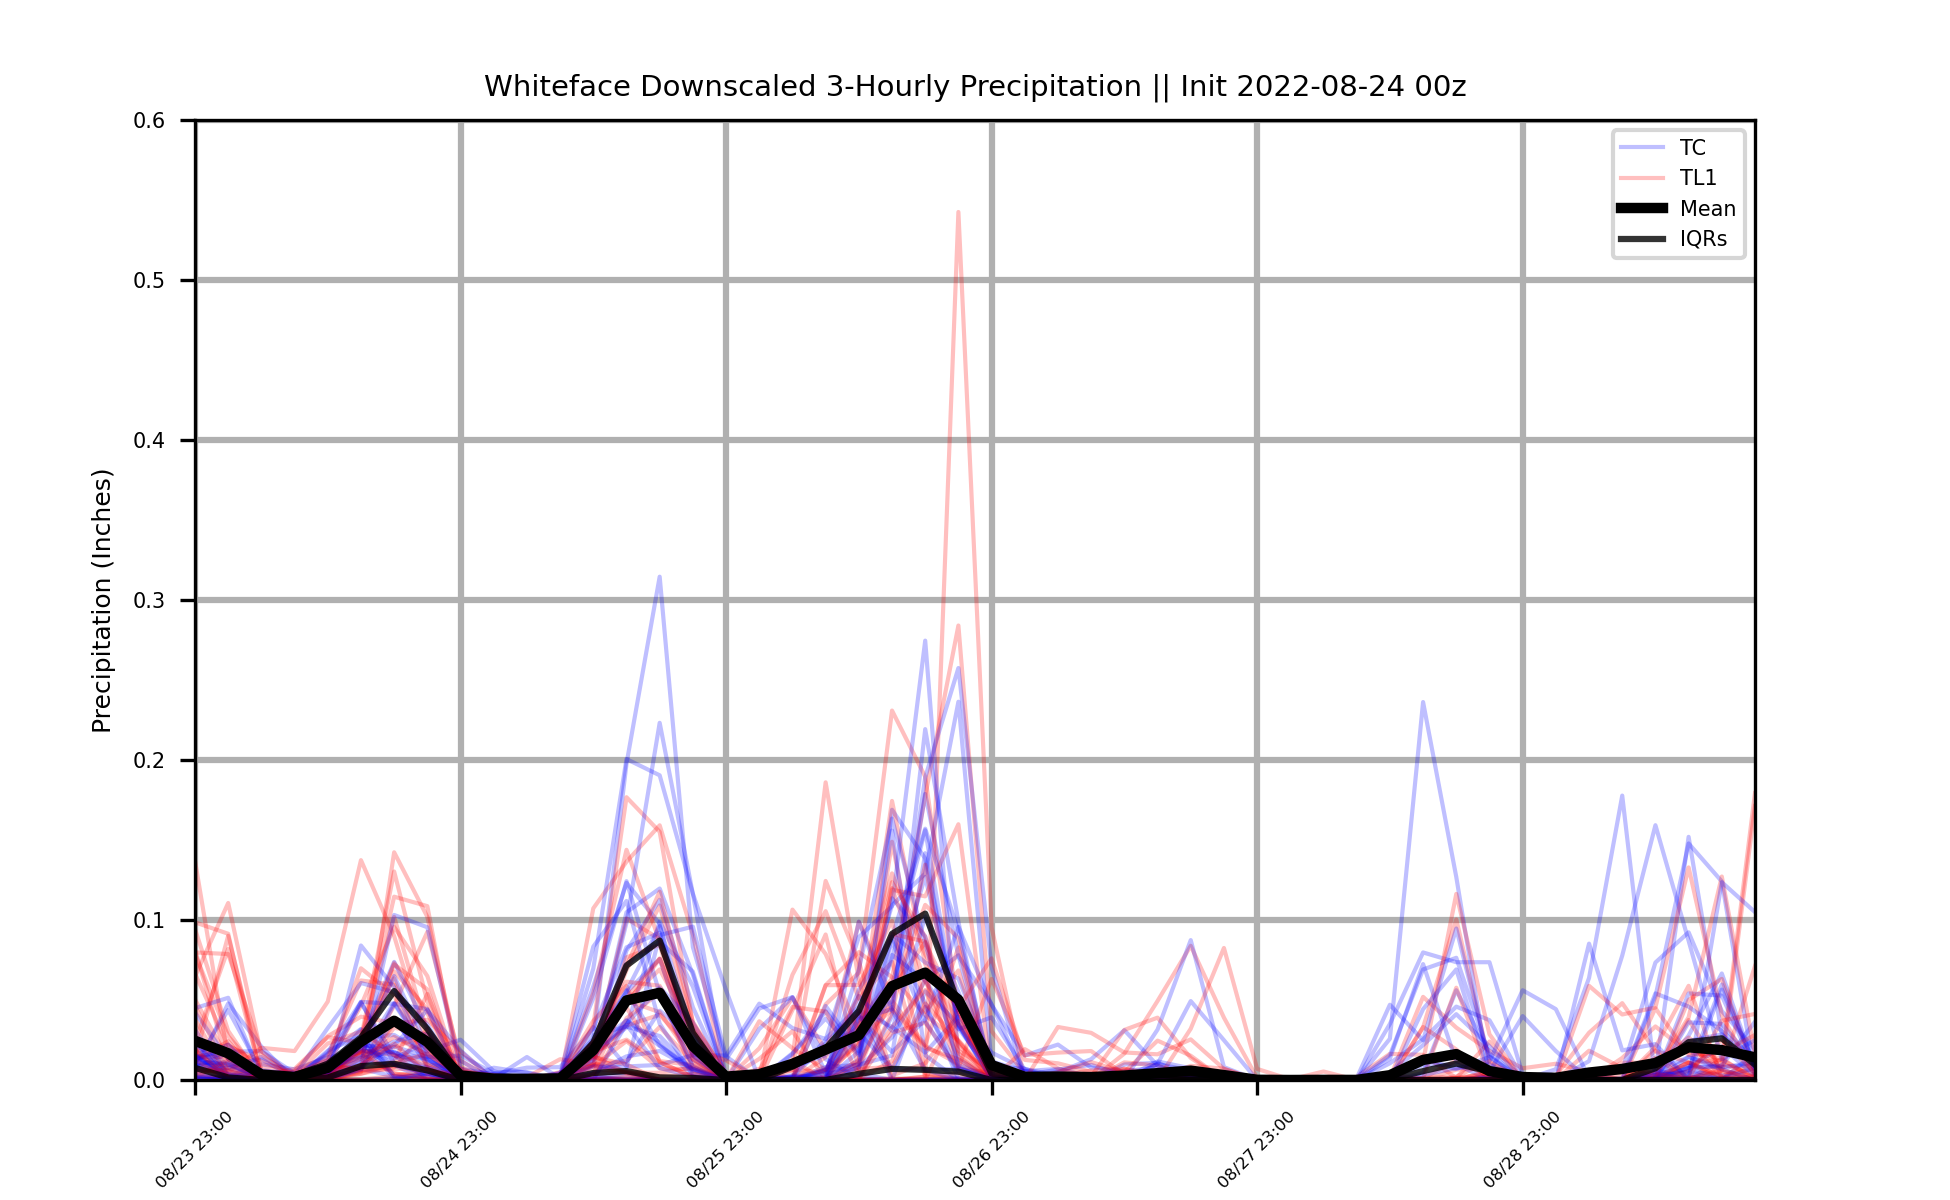 Whiteface Downscaled 3-Hourly Precipitation || Init 2022-08-24 00z
0.6
0.5
0.4
0.3
0.2
0.1
0.0
Precipitation (Inches)
TC
TL1
Mean
IQRs
08/23 23:00
08/24 23:00
08/25 23:00
08/26 23:00
08/27 23:00
08/28 23:00